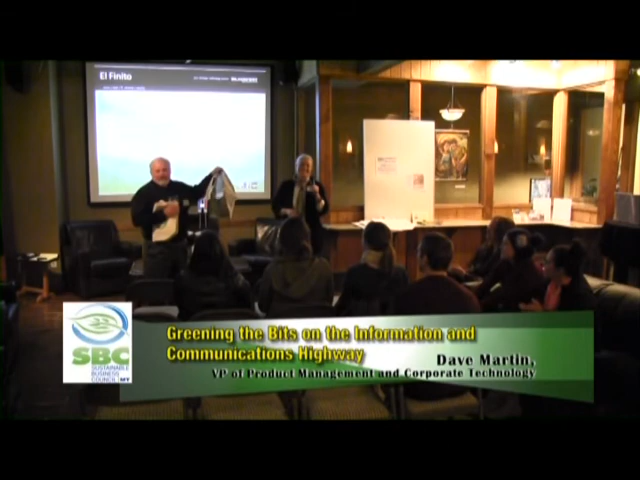 El Finito
SBC
SUSTAINABLE
BUSINESS
COUNCIL
Greening the Bits on the Information and
Communications Highway
Dave Martin,
VP of Product Management and Corporate Technology